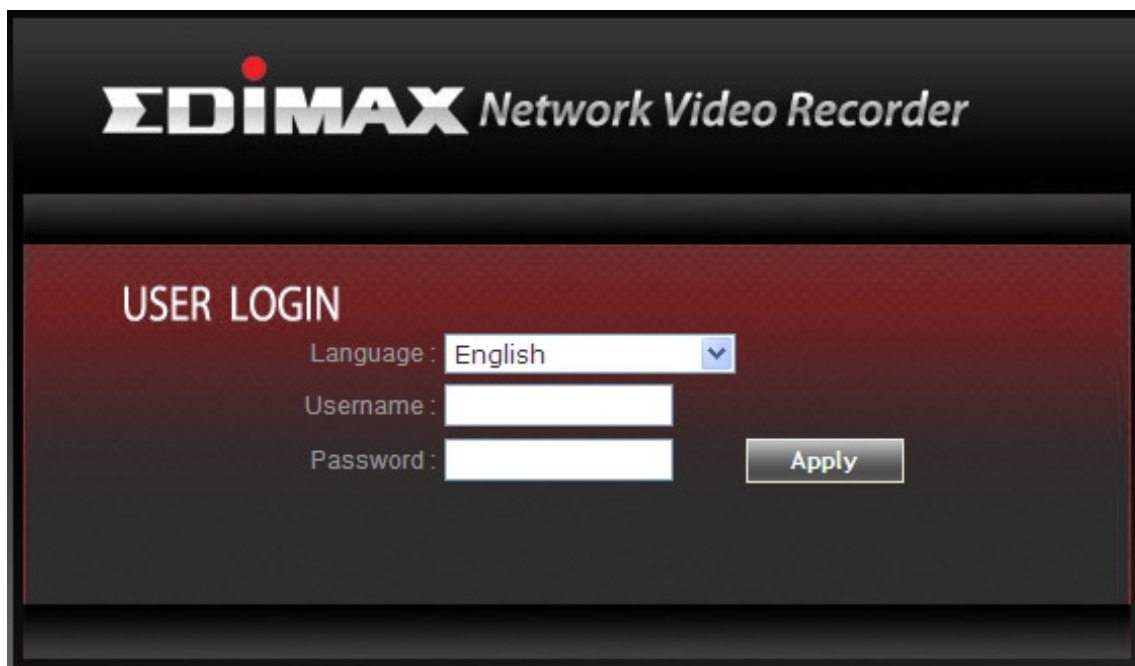 EDIMAX Network Video Recorder
USER LOGIN
Language : English
Username :
Password :
Apply